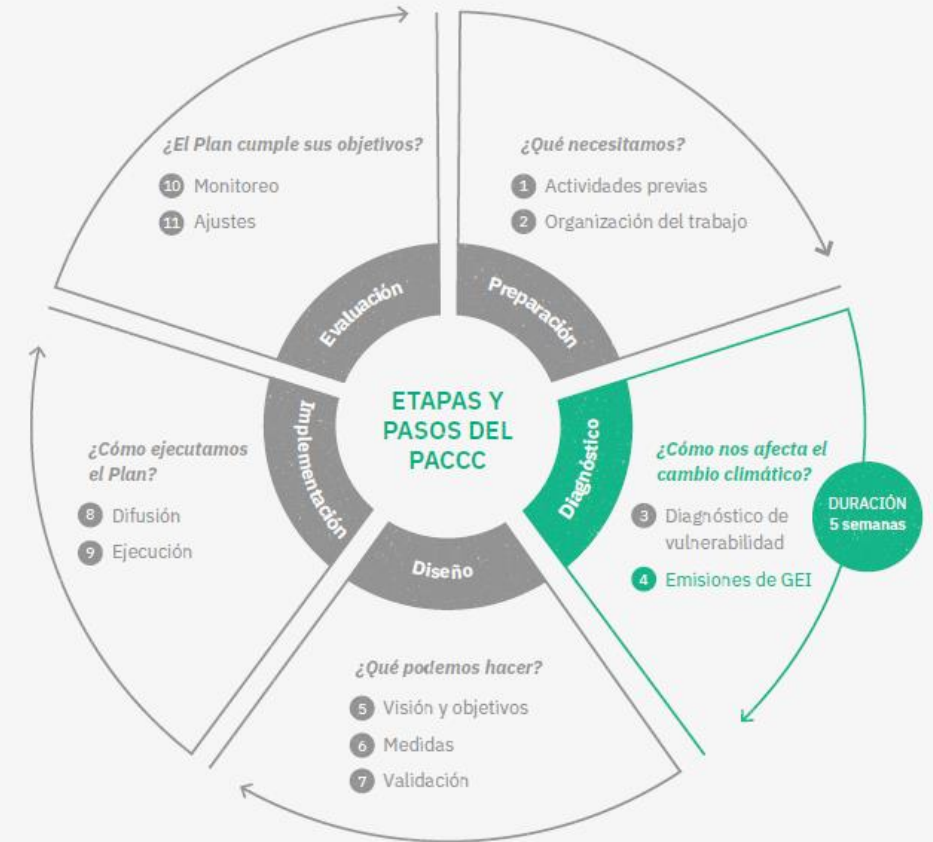 ETAPAS Y
PASOS DEL
PACCC
Preparación
¿Qué necesitamos?
1 Actividades previas
2 Organización del trabajo
Diagnóstico
¿Cómo nos afecta el
cambio climático?
3 Diagnóstico de
vulnerabilidad
4 Emisiones de GEI
DURACIÓN
5 semanas
Diseño
¿Qué podemos hacer?
5 Visión y objetivos
6 Medidas
7 Validación
Implementación
¿Cómo ejecutamos
el Plan?
8 Difusión
9 Ejecución
Evaluación
¿El Plan cumple sus objetivos?
10 Monitoreo
11 Ajustes